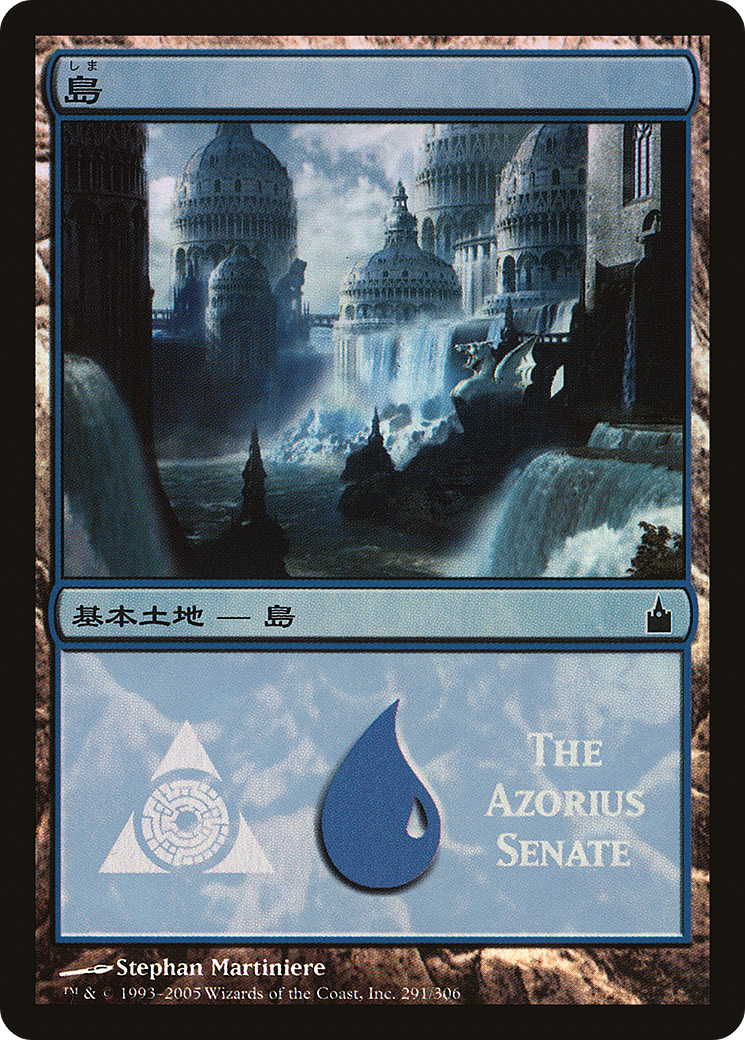 しま
島
基本土地 — 島
THE
AZORIUS
SENATE
Stephan Martiniere
™ & © 1993–2005 Wizards of the Coast, Inc. 291/306